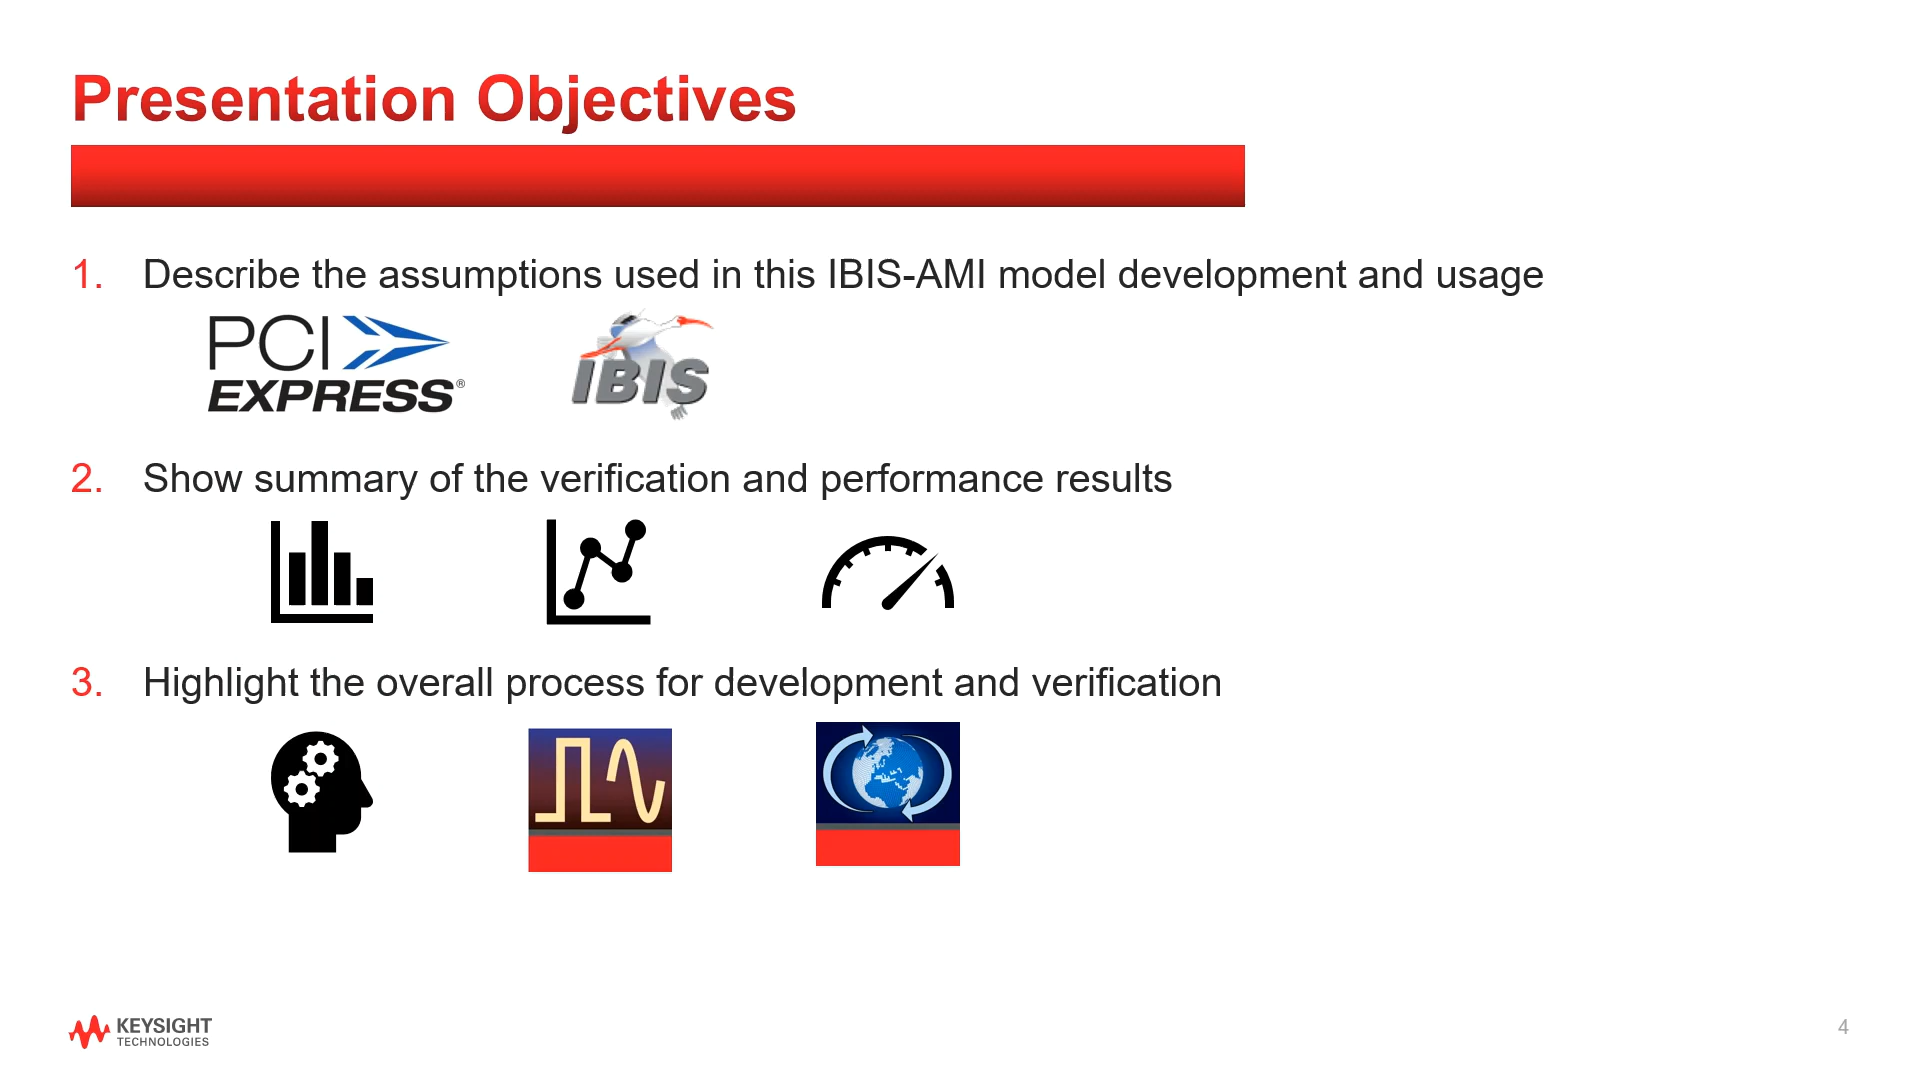 Presentation Objectives
1. Describe the assumptions used in this IBIS-AMI model development and usage
PCI
EXPRESS®
IBIS
2. Show summary of the verification and performance results
3. Highlight the overall process for development and verification
KEYSIGHT
TECHNOLOGIES
4